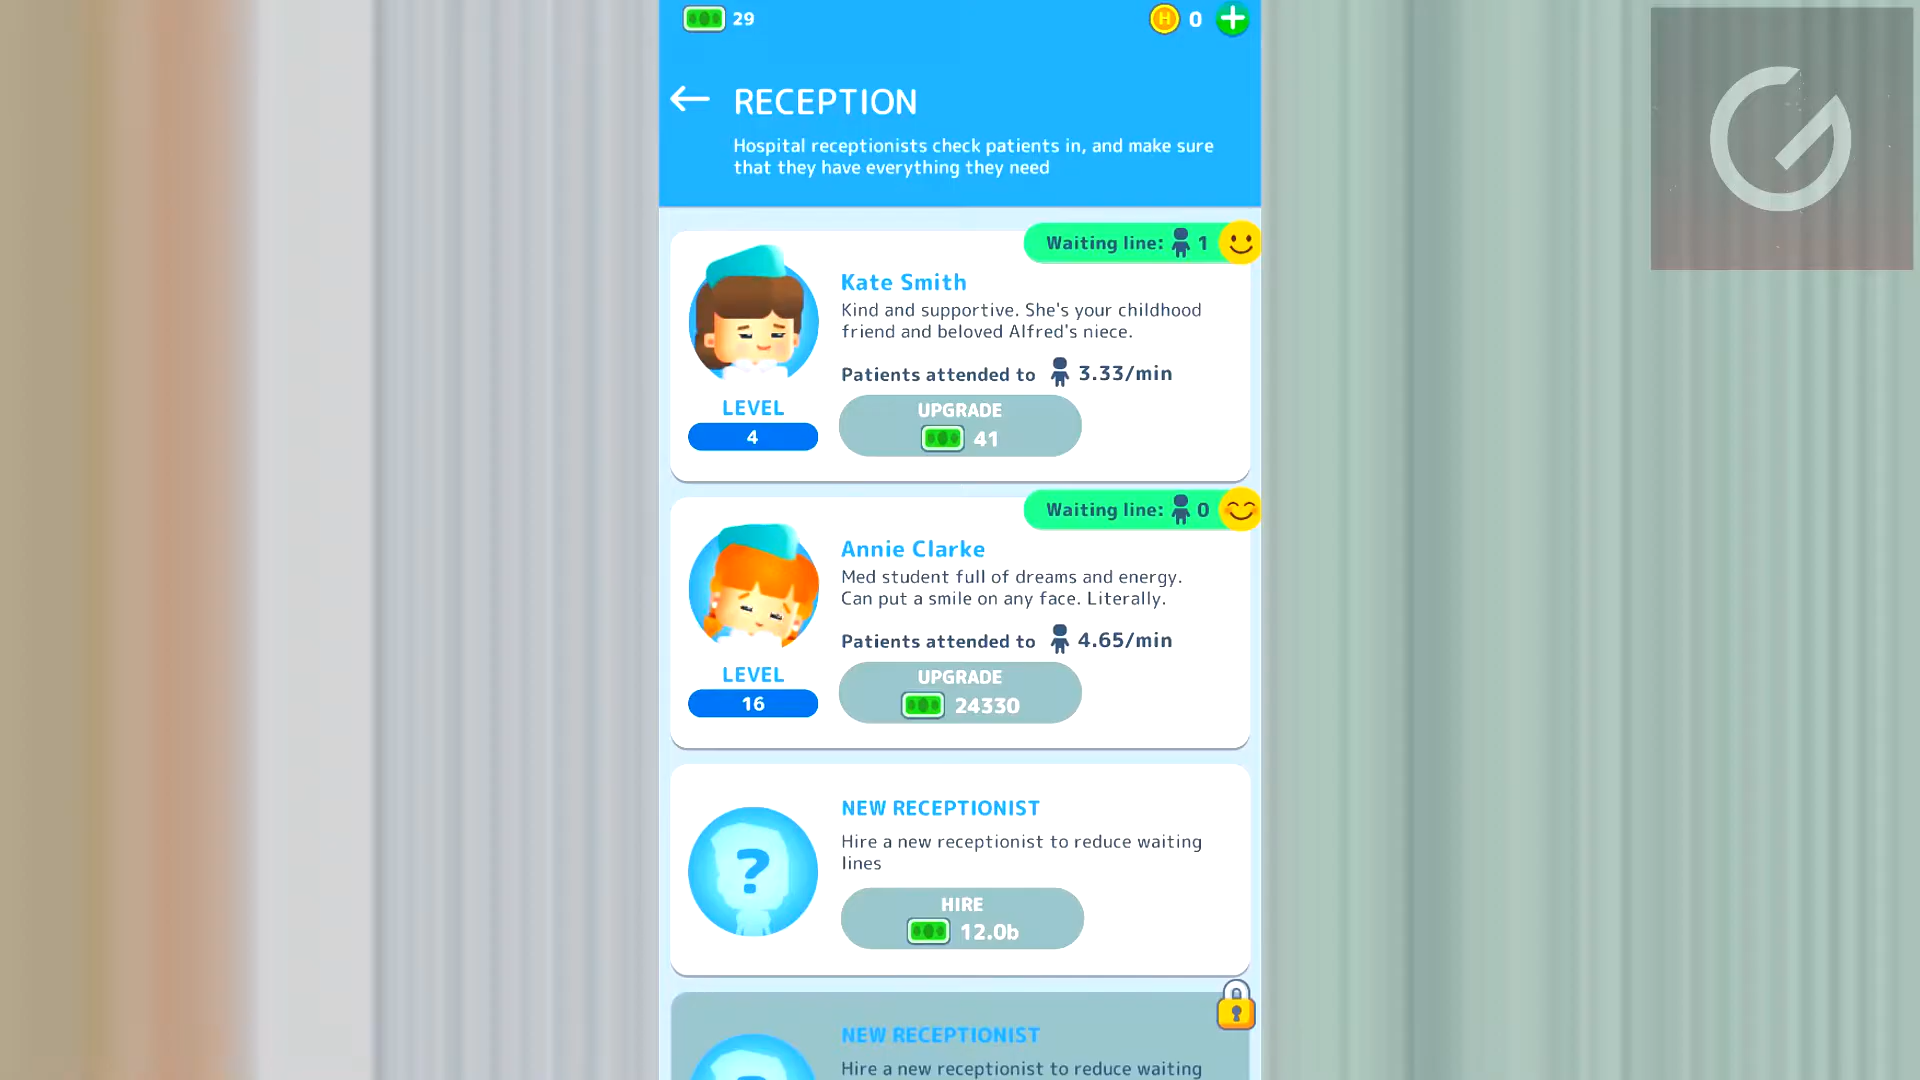 29
H 0
RECEPTION
Hospital receptionists check patients in, and make sure
that they have everything they need
Waiting line: 1
Kate Smith
Kind and supportive. She's your childhood
friend and beloved Alfred's niece.
Patients attended to 3.33/min
LEVEL
4
UPGRADE
41
Waiting line: 0
Annie Clarke
Med student full of dreams and energy.
Can put a smile on any face. Literally.
Patients attended to 4.65/min
LEVEL
16
UPGRADE
24330
NEW RECEPTIONIST
Hire a new receptionist to reduce waiting
lines
?
HIRE
12.0b
NEW RECEPTIONIST
Hire a new receptionist to reduce waiting